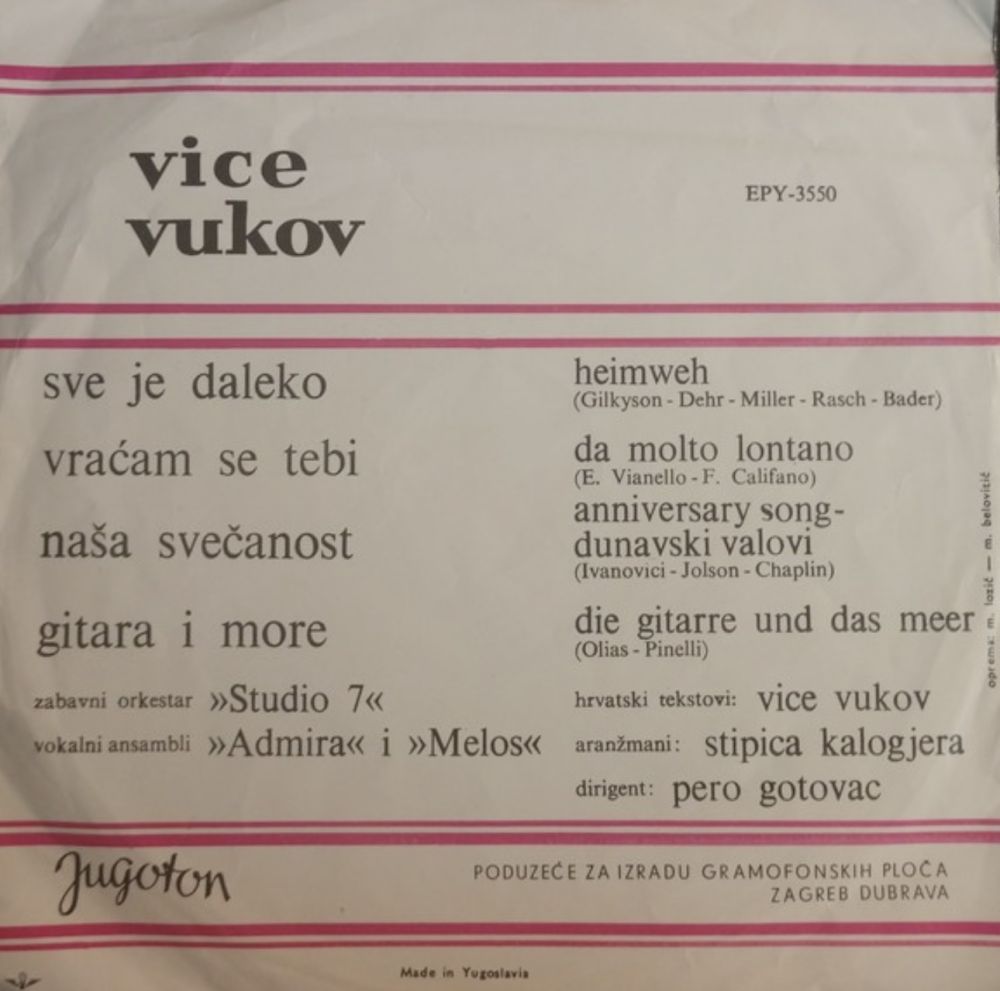 vice
vukov
EPY-3550
sve je daleko
heimweh
(Gilkyson - Dehr - Miller - Rasch - Bader)
vraćam se tebi
da molto lontano
(E. Vianello - F. Califano)
naša svečanost
anniversary song-
dunavski valovi
(Ivanovici - Jolson - Chaplin)
gitara i more
die gitarre und das meer
(Olias - Pinelli)
zabavni orkestar »Studio 7«
hrvatski tekstovi: vice vukov
vokalni ansambli »Admira« i »Melos«
aranžmani: stipica kalogjera
dirigent: pero gotovac
oprema: m. lozić — m. belovitić
Jugoton
PODUZEĆE ZA IZRADU GRAMOFONSKIH PLOČA
ZAGREB DUBRAVA
Made in Yugoslavia